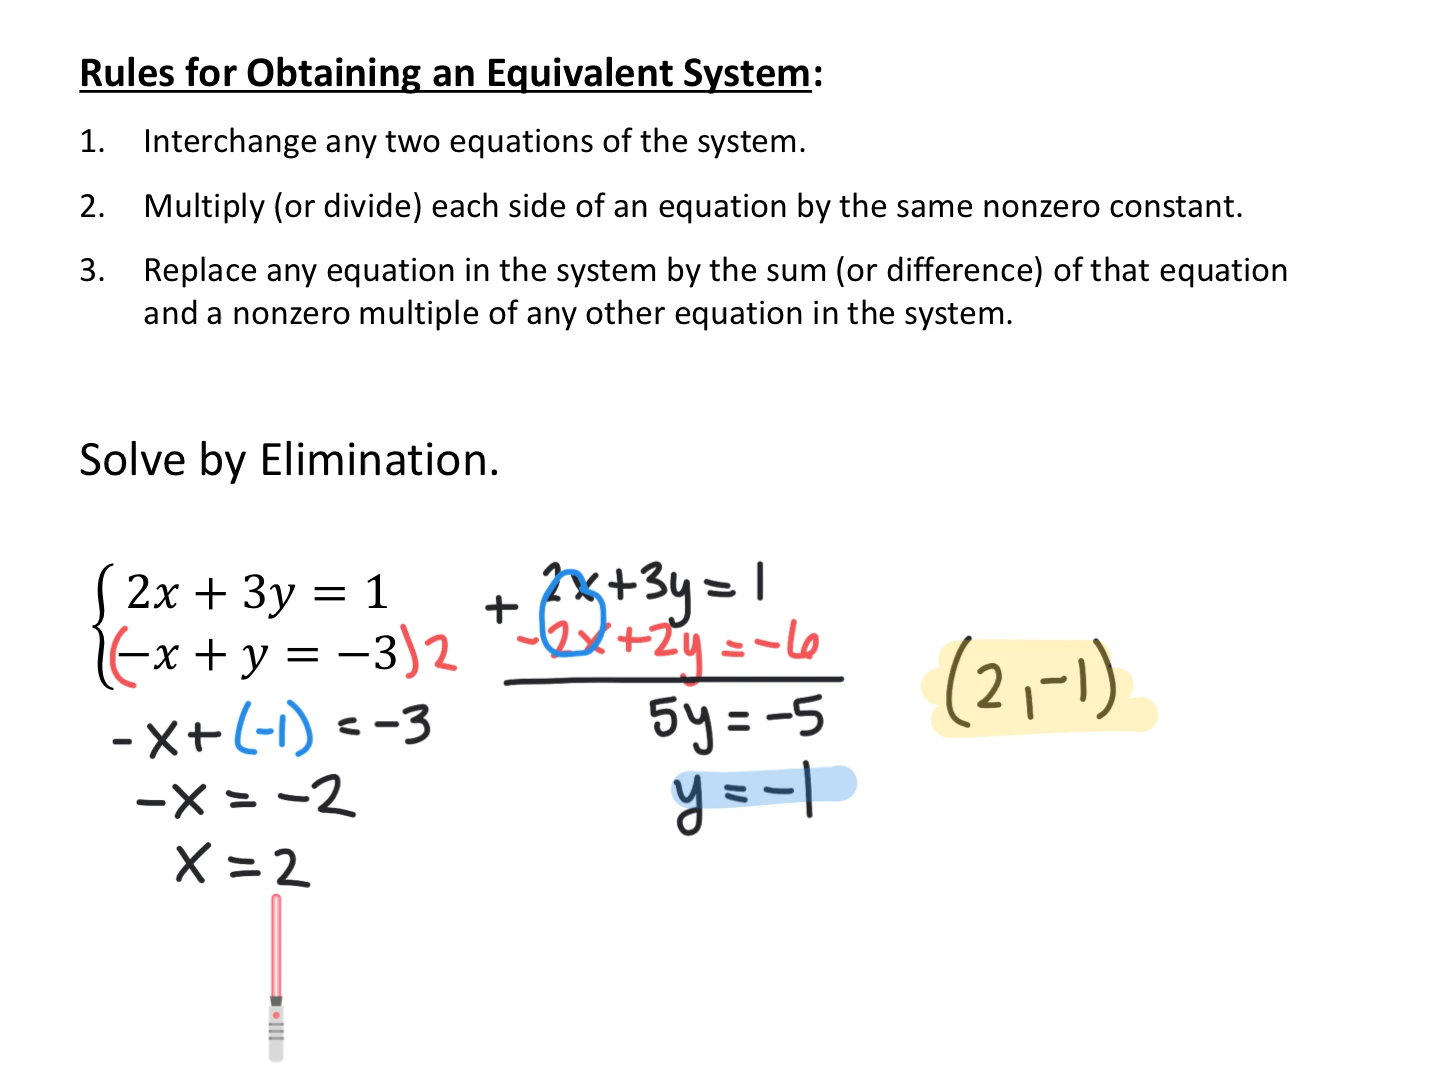 Rules for Obtaining an Equivalent System:
1. Interchange any two equations of the system.
2. Multiply (or divide) each side of an equation by the same nonzero constant.
3. Replace any equation in the system by the sum (or difference) of that equation
and a nonzero multiple of any other equation in the system.
Solve by Elimination.
2x + 3y = 1
(−x + y = −3)2
-x+(-1) = -3
-x = -2
x = 2
+ 2x+3y = 1
-2x+2y = -6
5y = -5
y = -1
(2,-1)